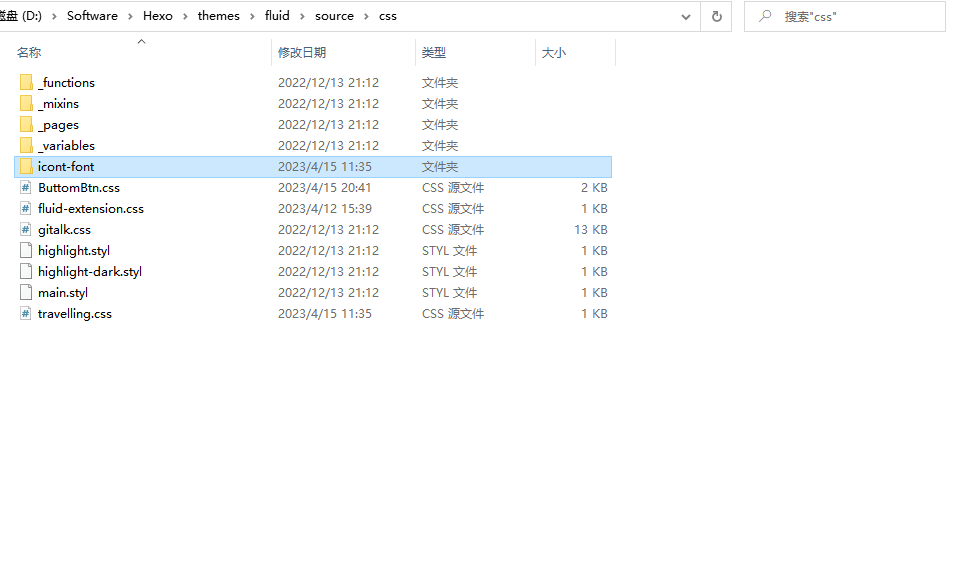 磁盘 (D:) › Software › Hexo › themes › fluid › source › css 搜索"css"
名称 修改日期 类型 大小
_functions 2022/12/13 21:12 文件夹
_mixins 2022/12/13 21:12 文件夹
_pages 2022/12/13 21:12 文件夹
_variables 2022/12/13 21:12 文件夹
icont-font 2023/4/15 11:35 文件夹
ButtomBtn.css 2023/4/15 20:41 CSS 源文件 2 KB
fluid-extension.css 2023/4/12 15:39 CSS 源文件 1 KB
gitalk.css 2022/12/13 21:12 CSS 源文件 13 KB
highlight.styl 2022/12/13 21:12 STYL 文件 1 KB
highlight-dark.styl 2022/12/13 21:12 STYL 文件 1 KB
main.styl 2022/12/13 21:12 STYL 文件 1 KB
travelling.css 2023/4/15 11:35 CSS 源文件 1 KB